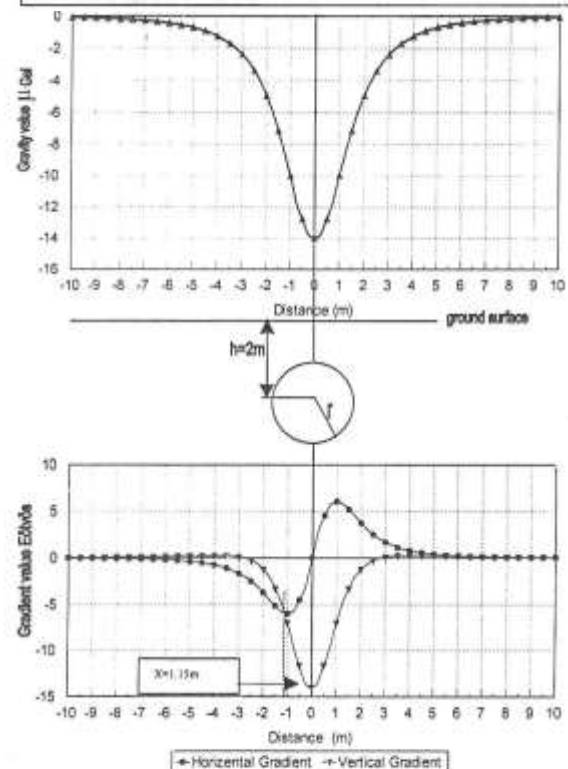 Gravity value μ Gal
0
-2
-4
-6
-8
-10
-12
-14
-16
-10 -9 -8 -7 -6 -5 -4 -3 -2 -1 0 1 2 3 4 5 6 7 8 9 10
Distance (m)
ground surface
h=2m
r
Gradient value Eötvös
10
5
0
-5
-10
-15
X=1.15m
-10 -9 -8 -7 -6 -5 -4 -3 -2 -1 0 1 2 3 4 5 6 7 8 9 10
Distance (m)
Horizental Gradient Vertical Gradient